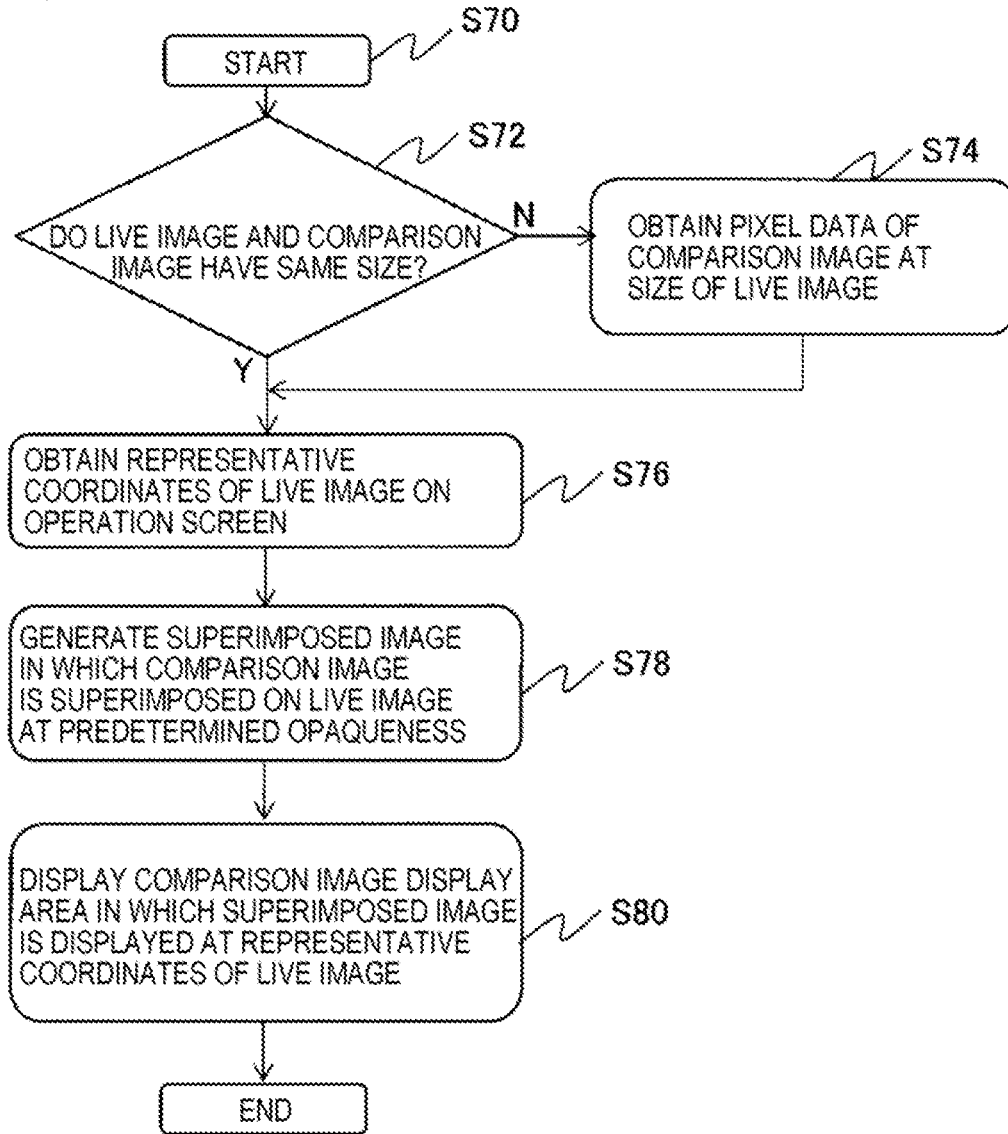 S70
START
S72
S74
DO LIVE IMAGE AND COMPARISON
IMAGE HAVE SAME SIZE?
N
OBTAIN PIXEL DATA OF
COMPARISON IMAGE AT
SIZE OF LIVE IMAGE
Y
OBTAIN REPRESENTATIVE
COORDINATES OF LIVE IMAGE ON
OPERATION SCREEN
S76
GENERATE SUPERIMPOSED IMAGE
IN WHICH COMPARISON IMAGE
IS SUPERIMPOSED ON LIVE IMAGE
AT PREDETERMINED OPAQUENESS
S78
DISPLAY COMPARISON IMAGE DISPLAY
AREA IN WHICH SUPERIMPOSED IMAGE
IS DISPLAYED AT REPRESENTATIVE
COORDINATES OF LIVE IMAGE
S80
END